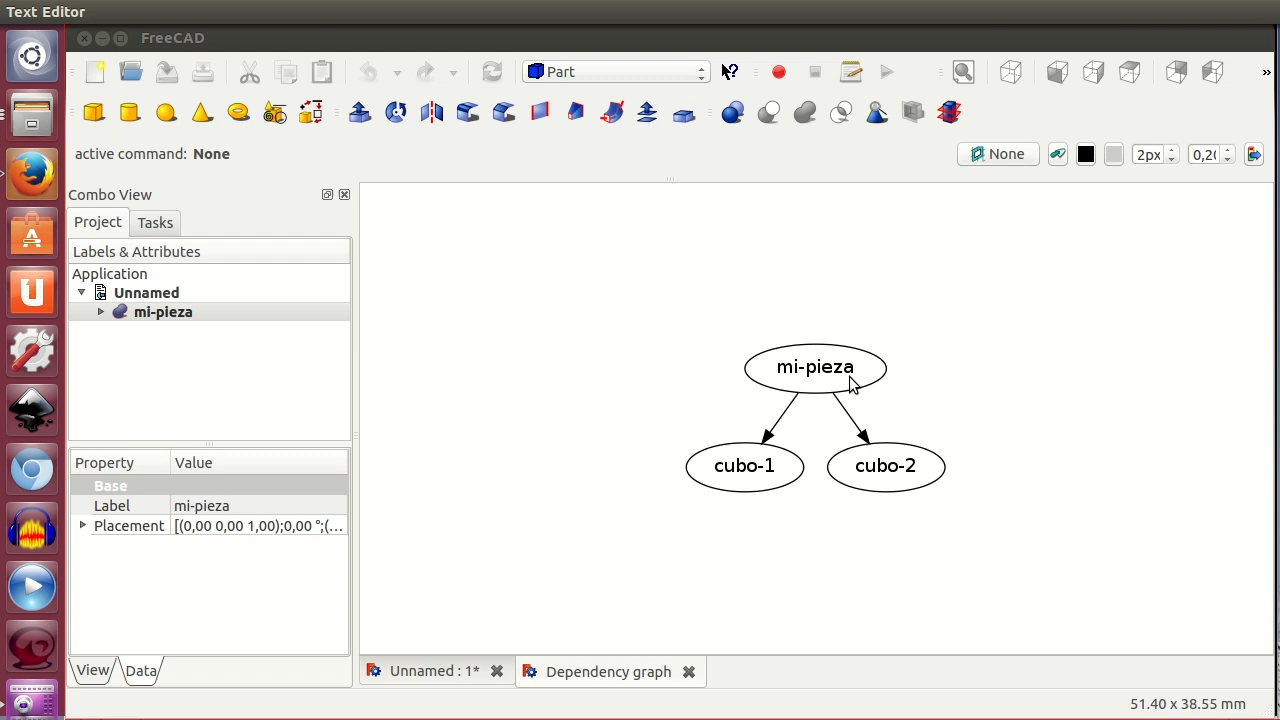 Text Editor
FreeCAD
Part
»
active command: None
None
2px
0,2(
Combo View
Project
Tasks
Labels & Attributes
Application
Unnamed
mi-pieza
Property
Value
Base
Label
mi-pieza
Placement
[(0,00 0,00 1,00);0,00 °;(...
View
Data
mi-pieza
cubo-1
cubo-2
Unnamed : 1*
Dependency graph
51.40 x 38.55 mm